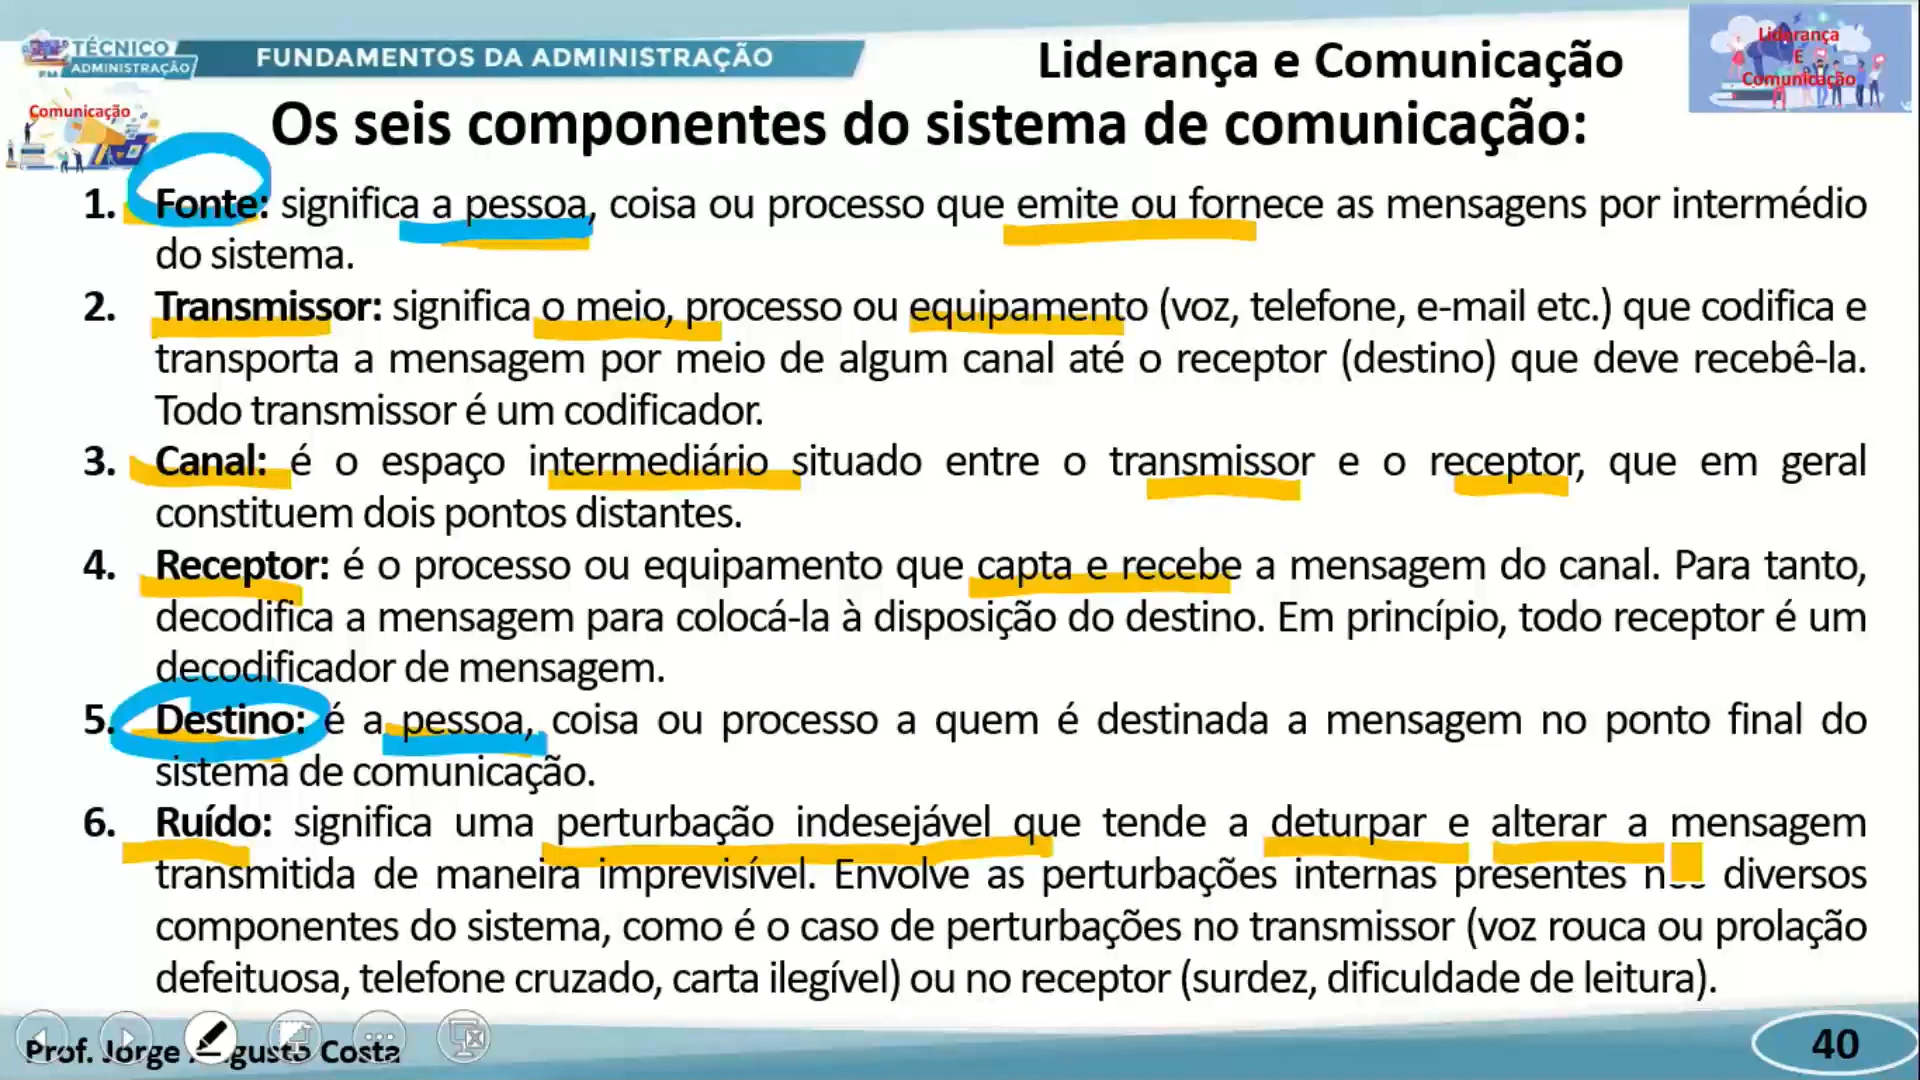 TÉCNICO
EM ADMINISTRAÇÃO
FUNDAMENTOS DA ADMINISTRAÇÃO
Liderança e Comunicação
Liderança
E
Comunicação
Comunicação
Os seis componentes do sistema de comunicação:
1. Fonte: significa a pessoa, coisa ou processo que emite ou fornece as mensagens por intermédio
do sistema.
2. Transmissor: significa o meio, processo ou equipamento (voz, telefone, e-mail etc.) que codifica e
transporta a mensagem por meio de algum canal até o receptor (destino) que deve recebê-la.
Todo transmissor é um codificador.
3. Canal: é o espaço intermediário situado entre o transmissor e o receptor, que em geral
constituem dois pontos distantes.
4. Receptor: é o processo ou equipamento que capta e recebe a mensagem do canal. Para tanto,
decodifica a mensagem para colocá-la à disposição do destino. Em princípio, todo receptor é um
decodificador de mensagem.
5. Destino: é a pessoa, coisa ou processo a quem é destinada a mensagem no ponto final do
sistema de comunicação.
6. Ruído: significa uma perturbação indesejável que tende a deturpar e alterar a mensagem
transmitida de maneira imprevisível. Envolve as perturbações internas presentes nos diversos
componentes do sistema, como é o caso de perturbações no transmissor (voz rouca ou prolação
defeituosa, telefone cruzado, carta ilegível) ou no receptor (surdez, dificuldade de leitura).
Prof. Jorge Augusto Costa
40